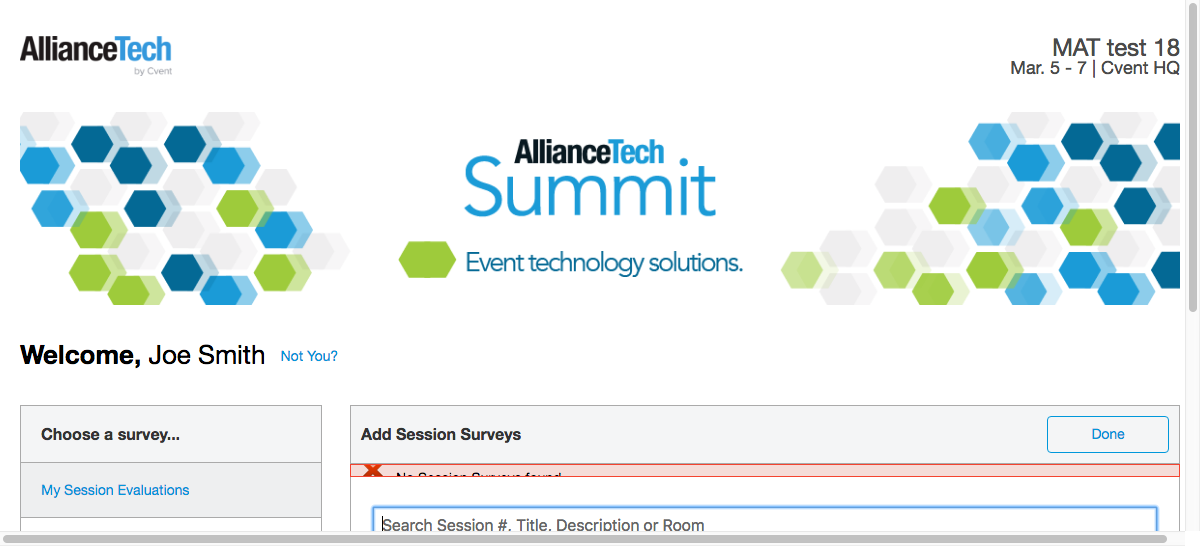 AllianceTech
by Cvent
MAT test 18
Mar. 5 - 7 | Cvent HQ
AllianceTech
Summit
Event technology solutions.
Welcome, Joe Smith Not You?
Choose a survey...
My Session Evaluations
Add Session Surveys
Done
No Session Surveys found
Search Session #, Title, Description or Room